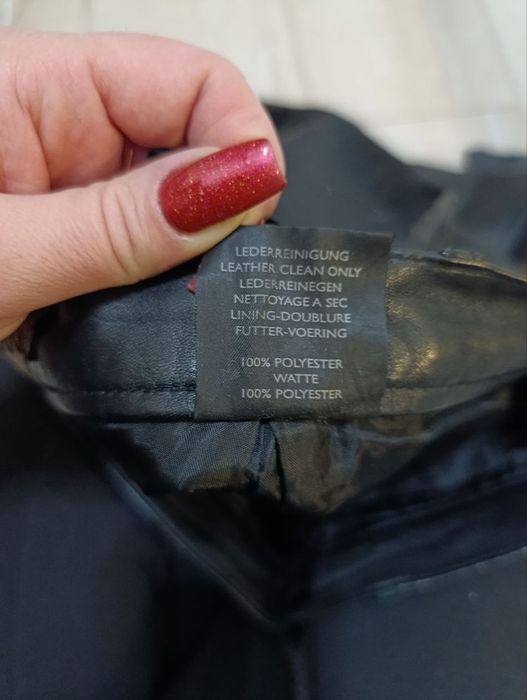 LEDERREINIGUNG
LEATHER CLEAN ONLY
LEDERREINEGEN
NETTOYAGE A SEC
LINING-DOUBLURE
FUTTER-VOERING
100% POLYESTER
WATTE
100% POLYESTER